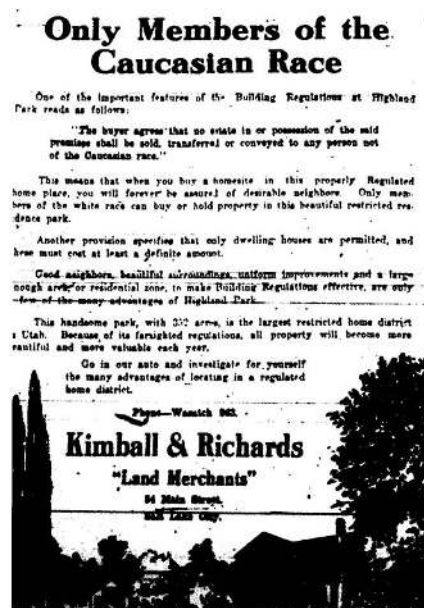 Only Members of the
Caucasian Race
One of the important features of the Building Regulations at Highland
Park reads as follows:
"The buyer agrees that no estate in or possession of the said
premises shall be sold, transferred or conveyed to any person not
of the Caucasian race."
This means that when you buy a homesite in this properly Regulated
home place, you will forever be assured of desirable neighbors. Only mem-
bers of the white race can buy or hold property in this beautiful restricted res-
dence park.
Another provision specifies that only dwelling houses are permitted, and
hese must cost at least a definite amount.
Good neighbors, beautiful surroundings, uniform improvements and a large
nough area, or residential zone, to make Building Regulations effective, are only
few of the many advantages of Highland Park.
This handsome park, with acres, is the largest restricted home district
Utah. Because of its farsighted regulations, all property will become more
eautiful and more valuable each year.
Go in our auto and investigate for yourself
the many advantages of locating in a regulated
home district.
Phone—Wasatch 963.
Kimball & Richards
"Land Merchants"
54 Main Street.
Salt Lake City.